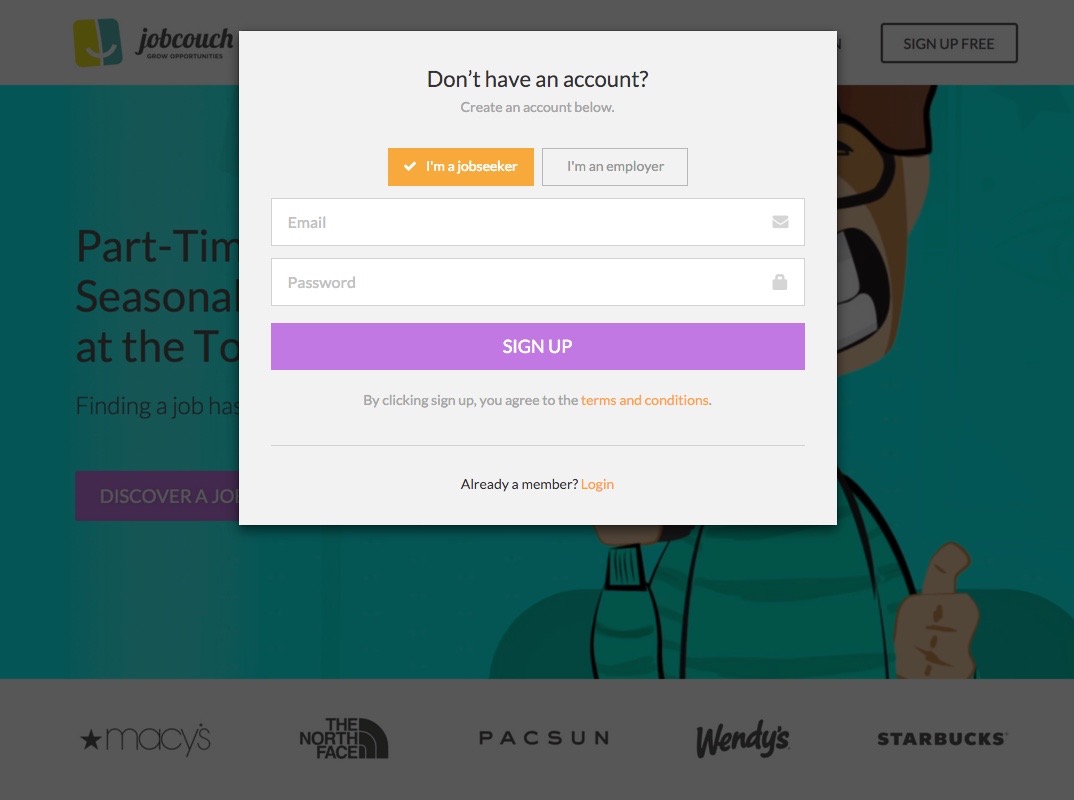 jobcouch
GROW OPPORTUNITIES
SIGN UP FREE
Don't have an account?
Create an account below.
I'm a jobseeker
I'm an employer
Email
Password
SIGN UP
By clicking sign up, you agree to the terms and conditions.
Already a member? Login
Part-Tim
Seasonal
at the To
Finding a job has
DISCOVER A JO
★macy's
THE
NORTH
FACE
PACSUN
Wendy's
STARBUCKS